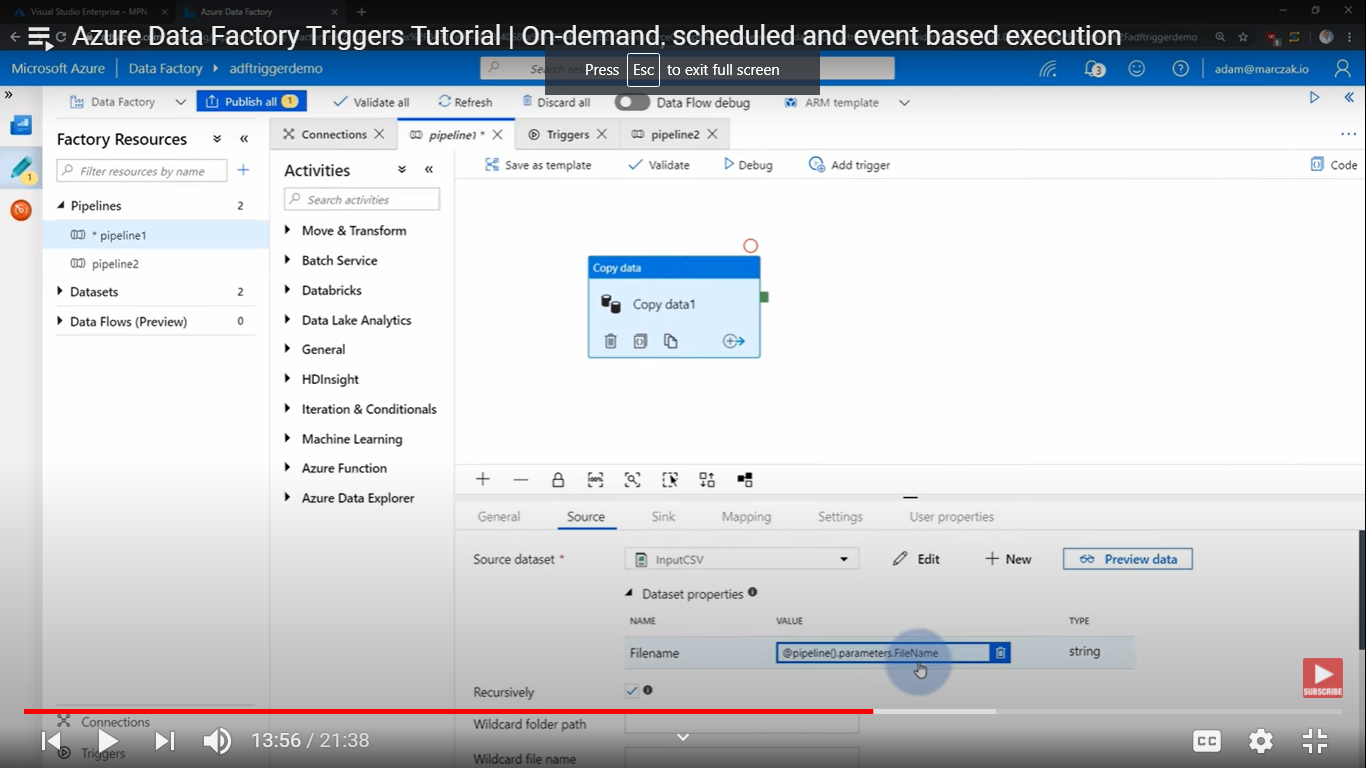 Visual Studio Enterprise – MPN
Azure Data Factory
Azure Data Factory Triggers Tutorial | On-demand, scheduled and event based execution
adftriggerdemo
Press Esc to exit full screen
Microsoft Azure
Data Factory
adftriggerdemo
3
adam@marczak.io
Data Factory
Publish all 1
Validate all
Refresh
Discard all
Data Flow debug
ARM template
Factory Resources
Connections
pipeline1 *
Triggers
pipeline2
Filter resources by name
1
Activities
Save as template
Validate
Debug
Add trigger
Code
Search activities
Pipelines 2
* pipeline1
pipeline2
Datasets 2
Data Flows (Preview) 0
Move & Transform
Batch Service
Databricks
Data Lake Analytics
General
HDInsight
Iteration & Conditionals
Machine Learning
Azure Function
Azure Data Explorer
Copy data
Copy data1
100%
General
Source
Sink
Mapping
Settings
User properties
Source dataset *
InputCSV
Edit
New
Preview data
Dataset properties
NAME VALUE TYPE
Filename @pipeline().parameters.FileName string
Recursively
Wildcard folder path
Wildcard file name
Connections
Triggers
SUBSCRIBE
13:56 / 21:38
CC